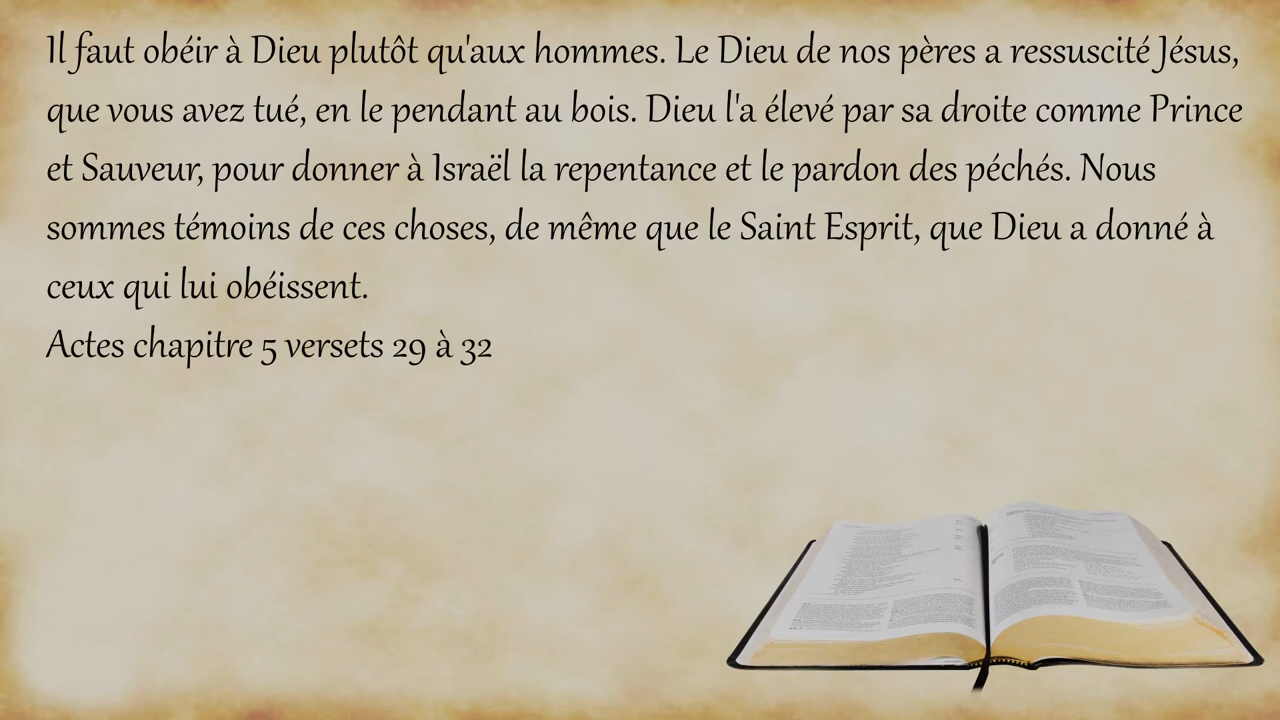 Il faut obéir à Dieu plutôt qu'aux hommes. Le Dieu de nos pères a ressuscité Jésus,
que vous avez tué, en le pendant au bois. Dieu l'a élevé par sa droite comme Prince
et Sauveur, pour donner à Israël la repentance et le pardon des péchés. Nous
sommes témoins de ces choses, de même que le Saint Esprit, que Dieu a donné à
ceux qui lui obéissent.
Actes chapitre 5 versets 29 à 32